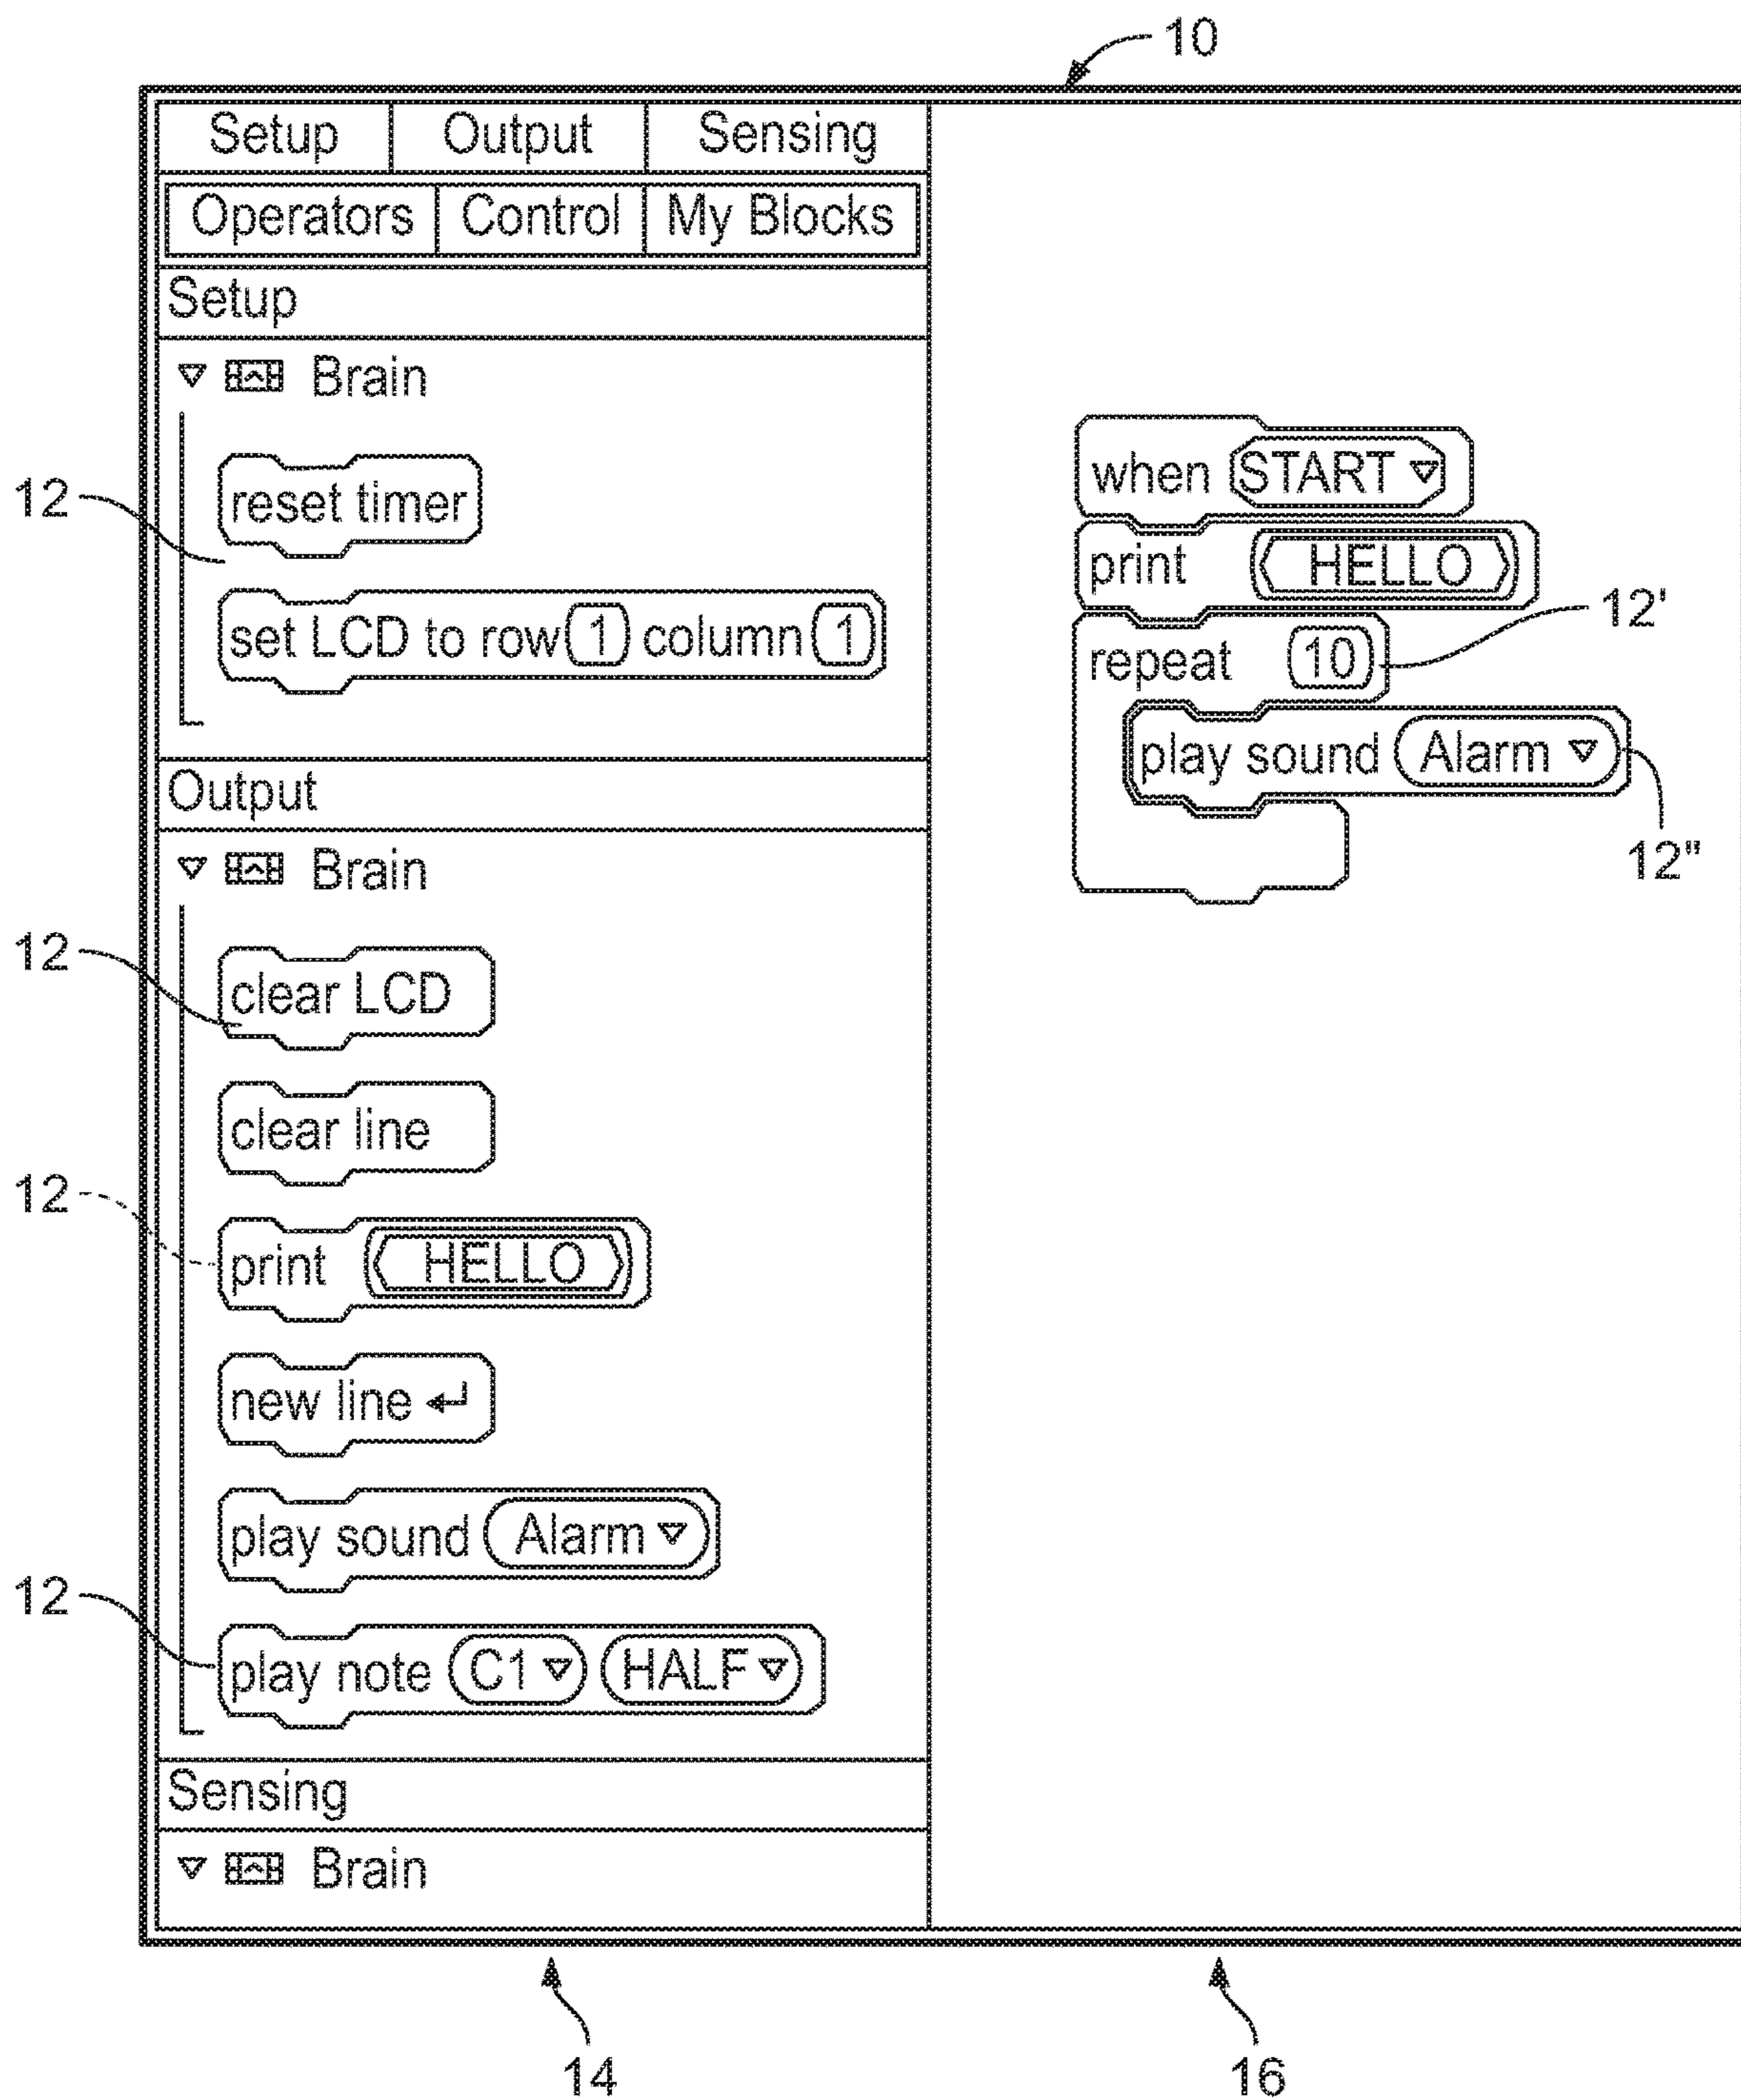 10
Setup Output Sensing
Operators Control My Blocks
Setup
Brain
12
reset timer
set LCD to row 1 column 1
Output
Brain
12
clear LCD
clear line
12
print HELLO
new line ↵
play sound Alarm ▿
12
play note C1 ▿ HALF ▿
Sensing
Brain
when START ▿
print HELLO
12'
repeat 10
play sound Alarm ▿
12"
14
16